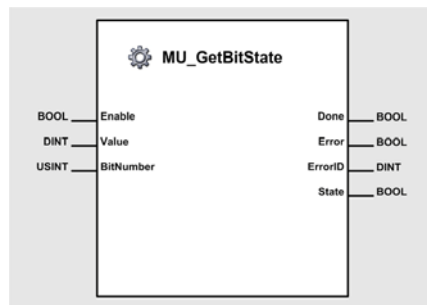 MU_GetBitState
BOOL Enable Done BOOL
DINT Value Error BOOL
USINT BitNumber ErrorID DINT
State BOOL